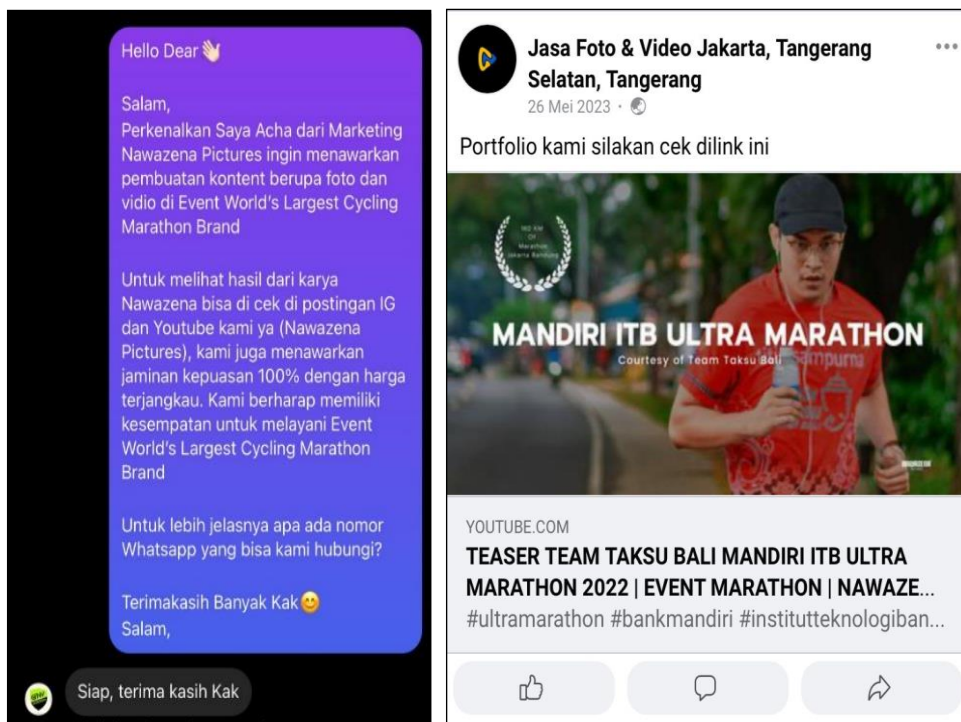 Hello Dear👋🏻
Salam,
Perkenalkan Saya Acha dari Marketing
Nawazena Pictures ingin menawarkan
pembuatan kontent berupa foto dan
vidio di Event World's Largest Cycling
Marathon Brand
Untuk melihat hasil dari karya
Nawazena bisa di cek di postingan IG
dan Youtube kami ya (Nawazena
Pictures), kami juga menawarkan
jaminan kepuasan 100% dengan harga
terjangkau. Kami berharap memiliki
kesempatan untuk melayani Event
World's Largest Cycling Marathon
Brand
Untuk lebih jelasnya apa ada nomor
Whatsapp yang bisa kami hubungi?
Terimakasih Banyak Kak😊
Salam,
Siap, terima kasih Kak
Jasa Foto & Video Jakarta, Tangerang
Selatan, Tangerang
26 Mei 2023 ·
Portfolio kami silakan cek dilink ini
Of
Marathon
Jakarta Bandung
MANDIRI ITB ULTRA MARATHON
Courtesy of Team Taksu Bali
Sampurna
YOUTUBE.COM
TEASER TEAM TAKSU BALI MANDIRI ITB ULTRA
MARATHON 2022 | EVENT MARATHON | NAWAZE...
#ultramarathon #bankmandiri #institutteknologiban...